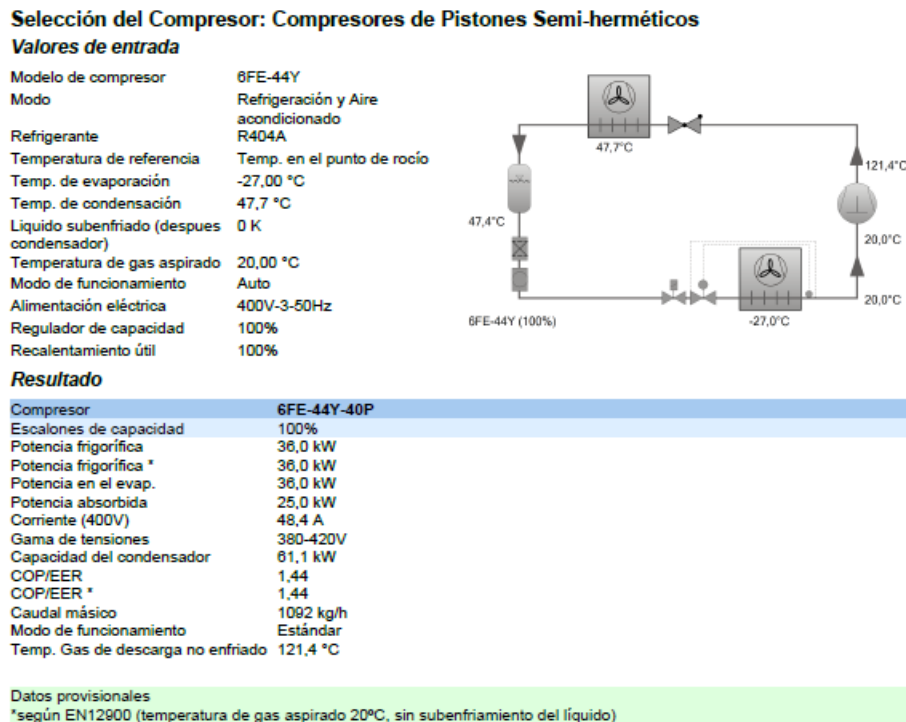 Selección del Compresor: Compresores de Pistones Semi-herméticos
Valores de entrada
Modelo de compresor 6FE-44Y
Modo Refrigeración y Aire
acondicionado
Refrigerante R404A
Temperatura de referencia Temp. en el punto de rocío
Temp. de evaporación -27,00 °C
Temp. de condensación 47,7 °C
Liquido subenfriado (despues 0 K
condensador)
Temperatura de gas aspirado 20,00 °C
Modo de funcionamiento Auto
Alimentación eléctrica 400V-3-50Hz
Regulador de capacidad 100%
Recalentamiento útil 100%
47,7°C
121,4°C
47,4°C
20,0°C
20,0°C
6FE-44Y (100%)
-27,0°C
Resultado
Compresor 6FE-44Y-40P
Escalones de capacidad 100%
Potencia frigorífica 36,0 kW
Potencia frigorífica * 36,0 kW
Potencia en el evap. 36,0 kW
Potencia absorbida 25,0 kW
Corriente (400V) 48,4 A
Gama de tensiones 380-420V
Capacidad del condensador 61,1 kW
COP/EER 1,44
COP/EER * 1,44
Caudal másico 1092 kg/h
Modo de funcionamiento Estándar
Temp. Gas de descarga no enfriado 121,4 °C
Datos provisionales
*según EN12900 (temperatura de gas aspirado 20ºC, sin subenfriamiento del líquido)